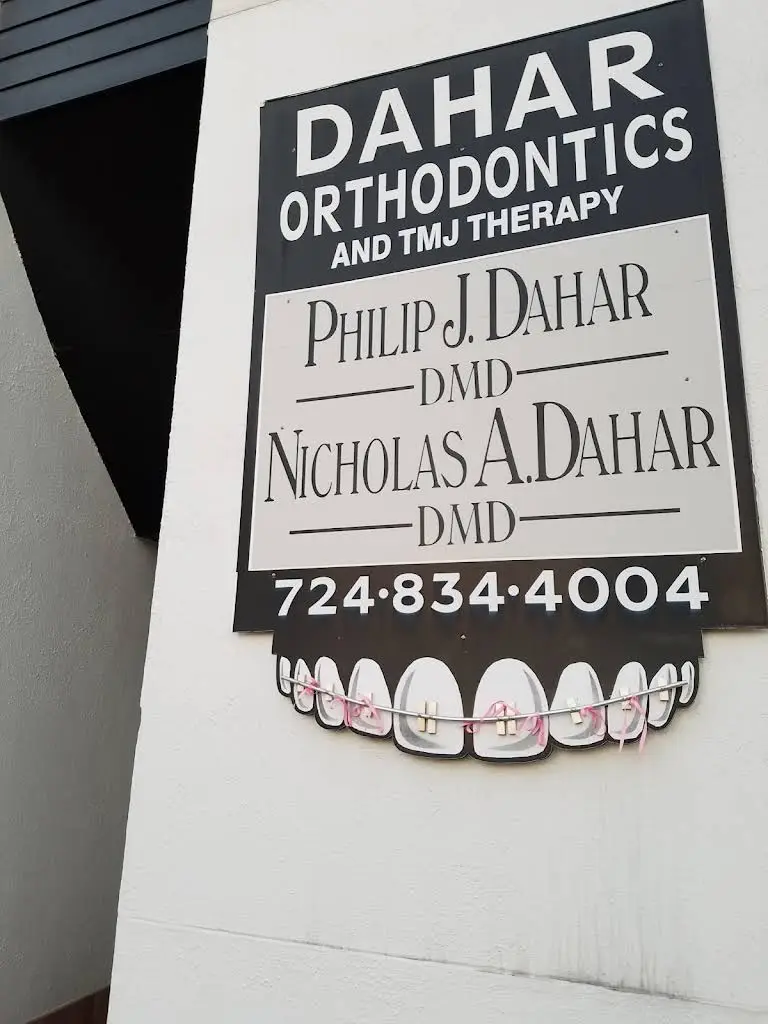 DAHAR
ORTHODONTICS
AND TMJ THERAPY
PHILIP J. DAHAR
DMD
NICHOLAS A. DAHAR
DMD
724·834·4004